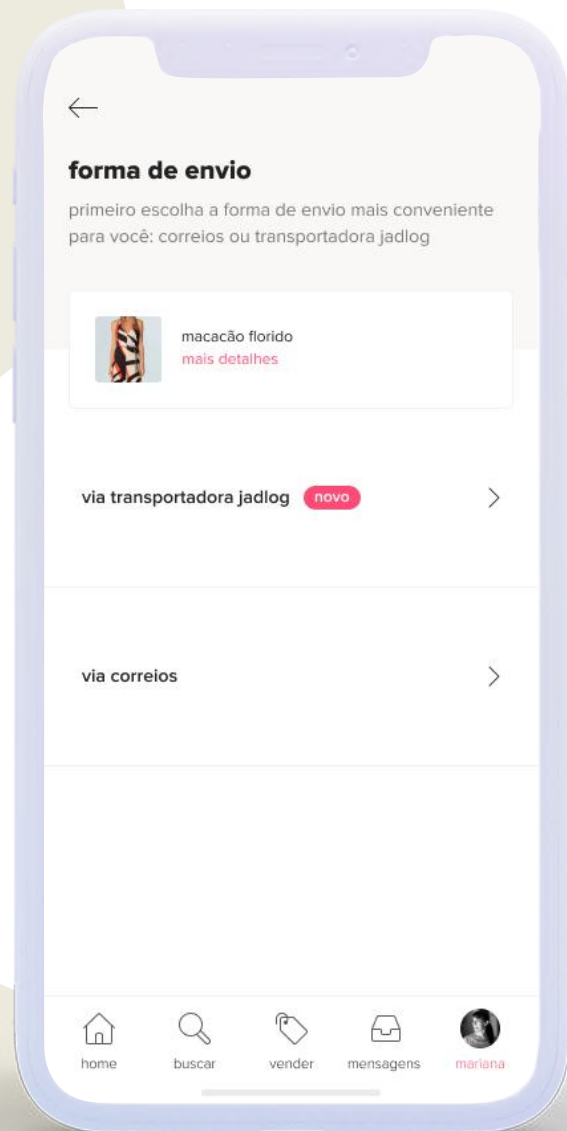 forma de envio
primeiro escolha a forma de envio mais conveniente
para você: correios ou transportadora jadlog
macacão florido
mais detalhes
via transportadora jadlog novo
via correios
home buscar vender mensagens mariana